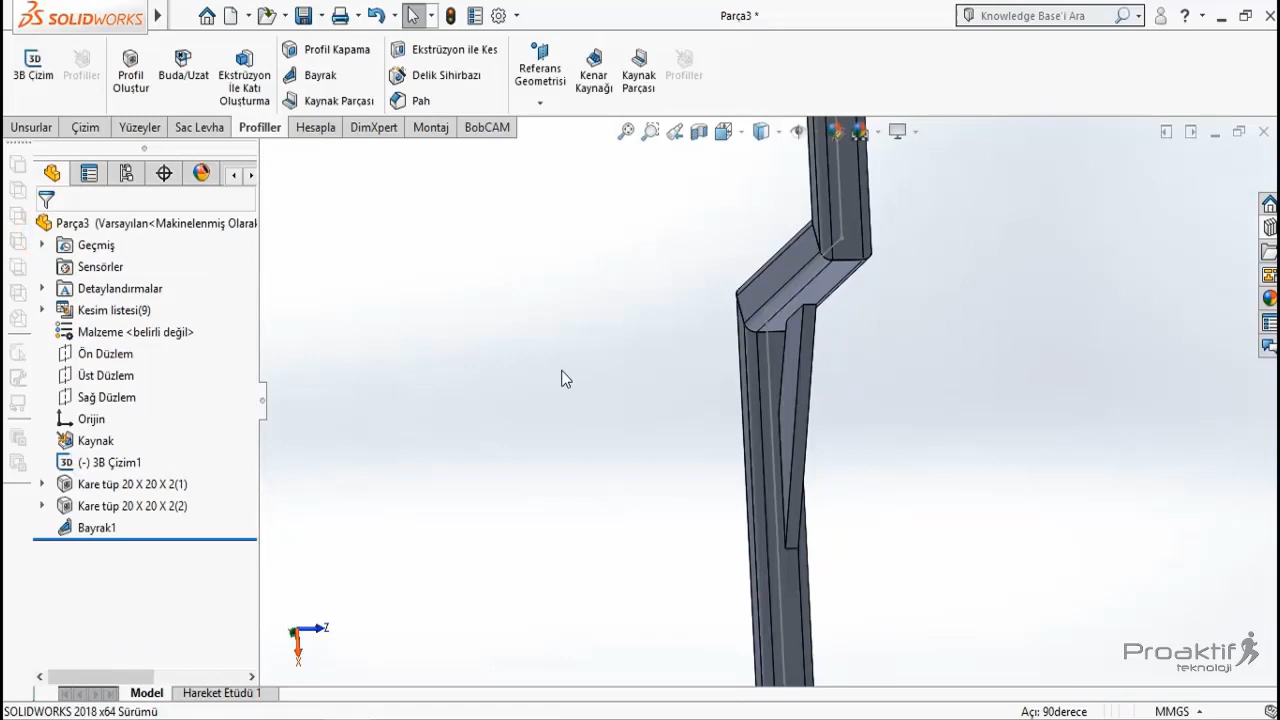 SOLIDWORKS
Parça3 *
Knowledge Base'i Ara
3B Çizim
Profiller
Profil Oluştur
Buda/Uzat
Ekstrüzyon İle Katı Oluşturma
Profil Kapama
Bayrak
Kaynak Parçası
Ekstrüzyon ile Kes
Delik Sihirbazı
Pah
Referans Geometrisi
Kenar Kaynağı
Kaynak Parçası
Profiller
Unsurlar
Çizim
Yüzeyler
Sac Levha
Profiller
Hesapla
DimXpert
Montaj
BobCAM
Parça3 (Varsayılan<Makinelenmiş Olarak
Geçmiş
Sensörler
Detaylandırmalar
Kesim listesi(9)
Malzeme <belirli değil>
Ön Düzlem
Üst Düzlem
Sağ Düzlem
Orijin
Kaynak
(-) 3B Çizim1
Kare tüp 20 X 20 X 2(1)
Kare tüp 20 X 20 X 2(2)
Bayrak1
Z
X
Proaktif
teknoloji
Model
Hareket Etüdü 1
SOLIDWORKS 2018 x64 Sürümü
Açı: 90derece
MMGS